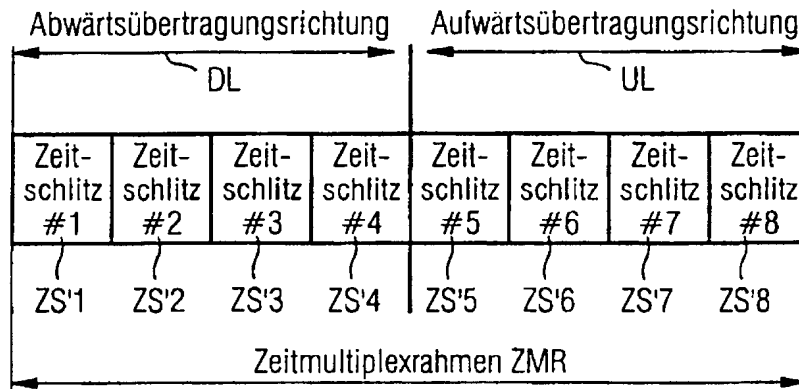 Abwärtsübertragungsrichtung Aufwärtsübertragungsrichtung
DL UL
Zeit- Zeit- Zeit- Zeit- Zeit- Zeit- Zeit- Zeit-
schlitz schlitz schlitz schlitz schlitz schlitz schlitz schlitz
#1 #2 #3 #4 #5 #6 #7 #8
ZS'1 ZS'2 ZS'3 ZS'4 ZS'5 ZS'6 ZS'7 ZS'8
Zeitmultiplexrahmen ZMR